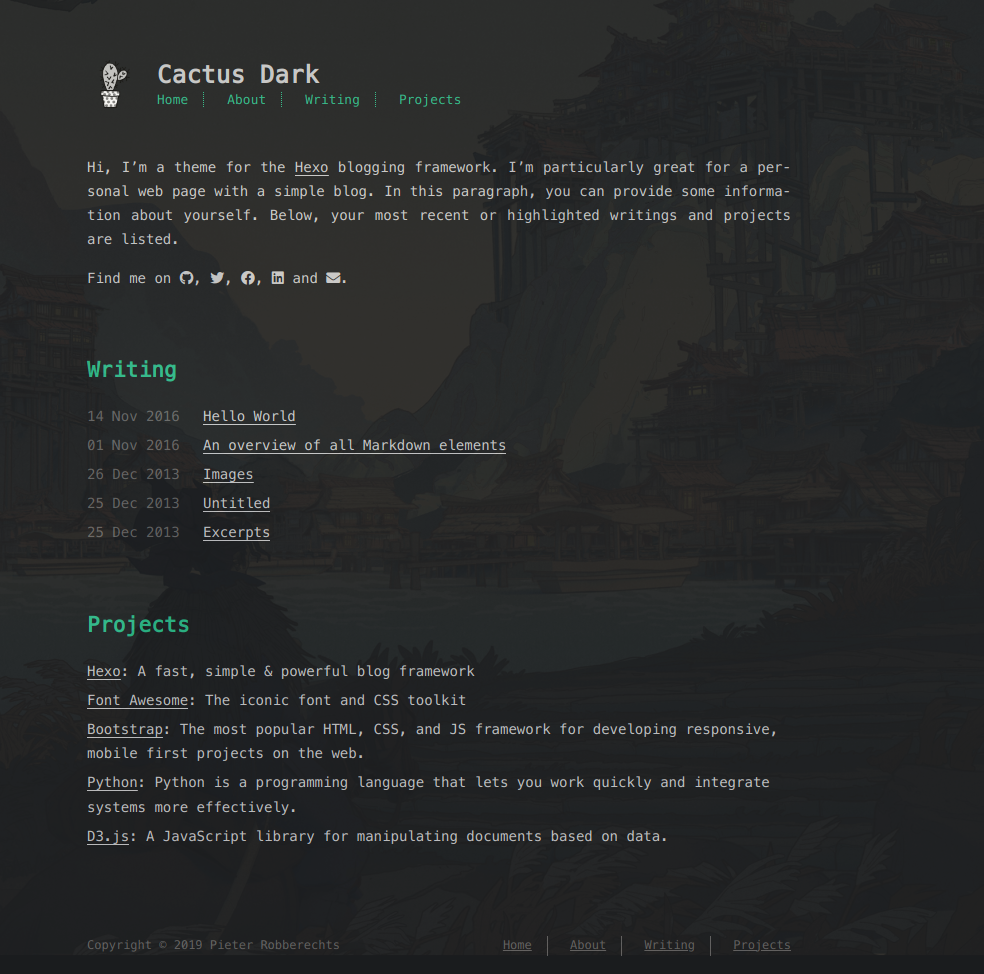 Cactus Dark
Home About Writing Projects
Hi, I’m a theme for the Hexo blogging framework. I’m particularly great for a per-
sonal web page with a simple blog. In this paragraph, you can provide some informa-
tion about yourself. Below, your most recent or highlighted writings and projects
are listed.
Find me on , , , and .
Writing
14 Nov 2016 Hello World
01 Nov 2016 An overview of all Markdown elements
26 Dec 2013 Images
25 Dec 2013 Untitled
25 Dec 2013 Excerpts
Projects
Hexo: A fast, simple & powerful blog framework
Font Awesome: The iconic font and CSS toolkit
Bootstrap: The most popular HTML, CSS, and JS framework for developing responsive,
mobile first projects on the web.
Python: Python is a programming language that lets you work quickly and integrate
systems more effectively.
D3.js: A JavaScript library for manipulating documents based on data.
Copyright © 2019 Pieter Robberechts Home About Writing Projects